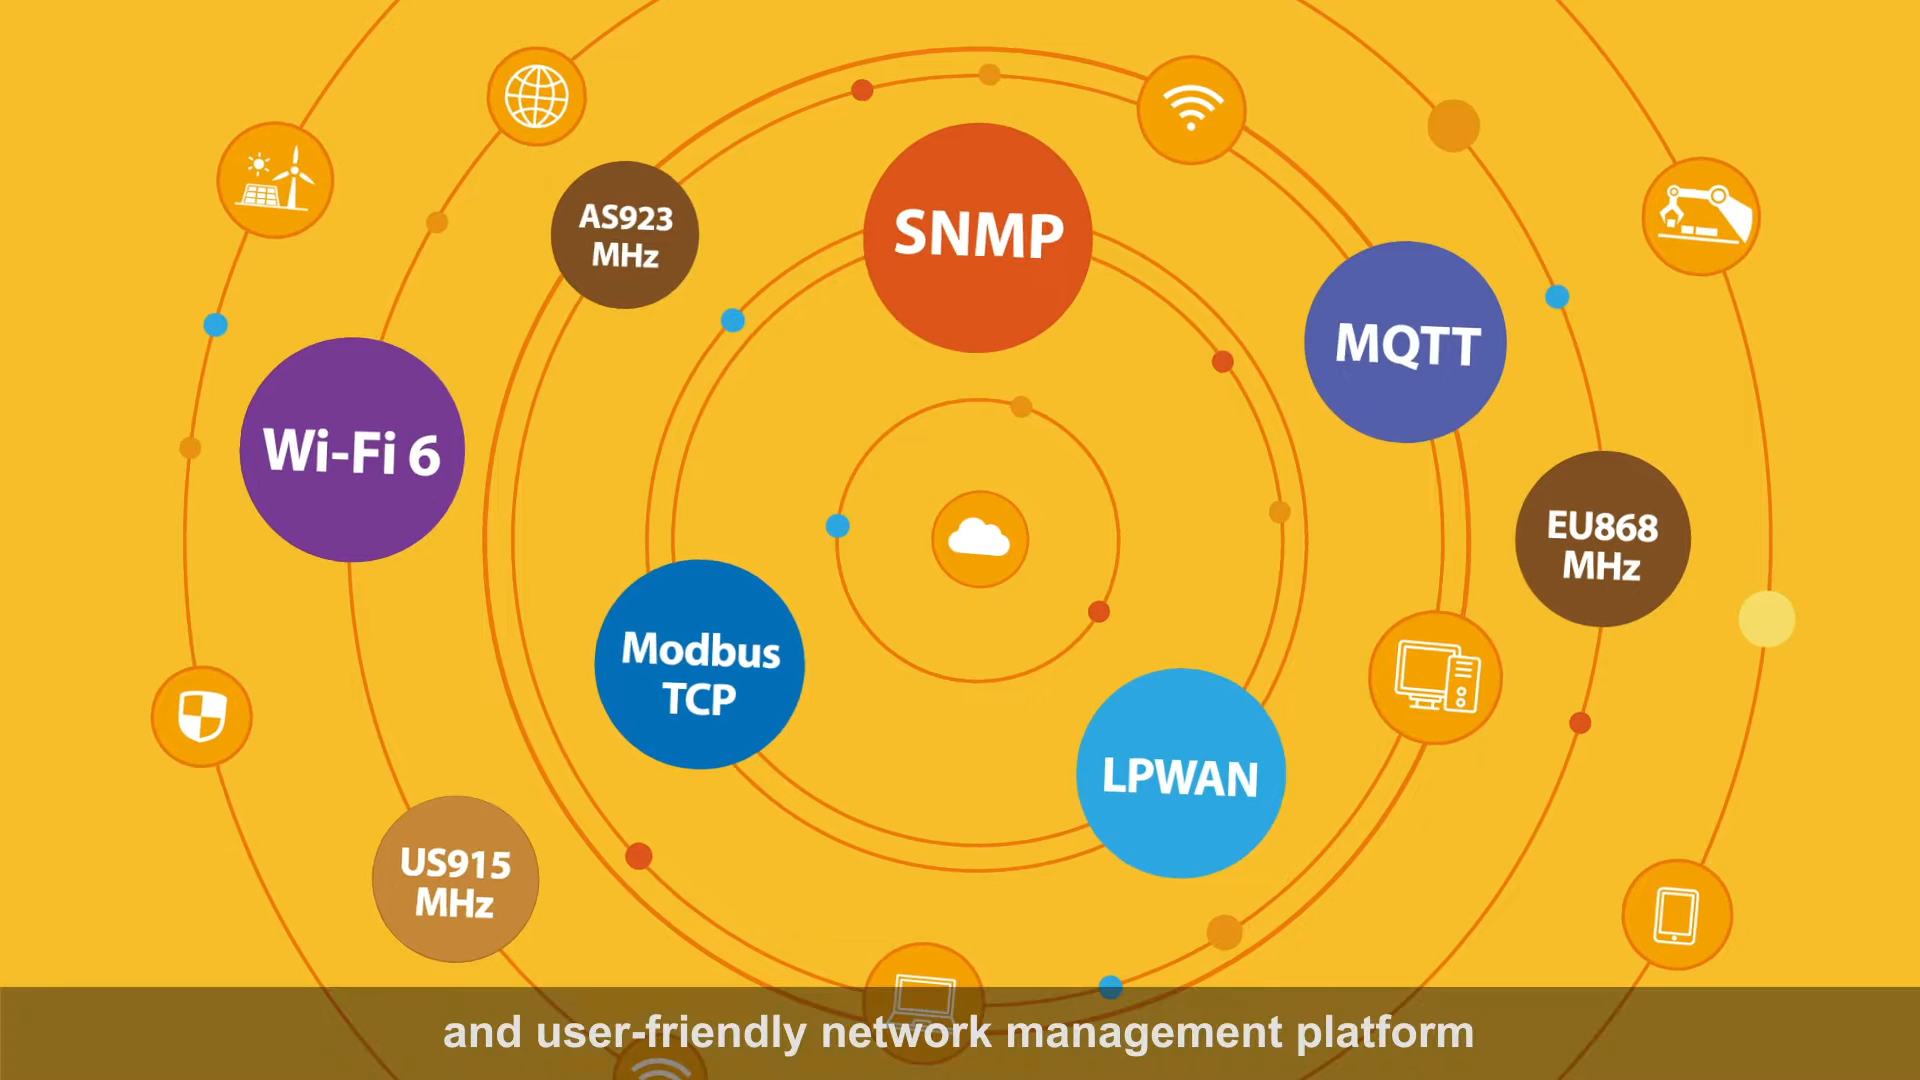 SNMP
AS923
MHz
MQTT
Wi-Fi 6
EU868
MHz
Modbus
TCP
LPWAN
US915
MHz
and user-friendly network management platform